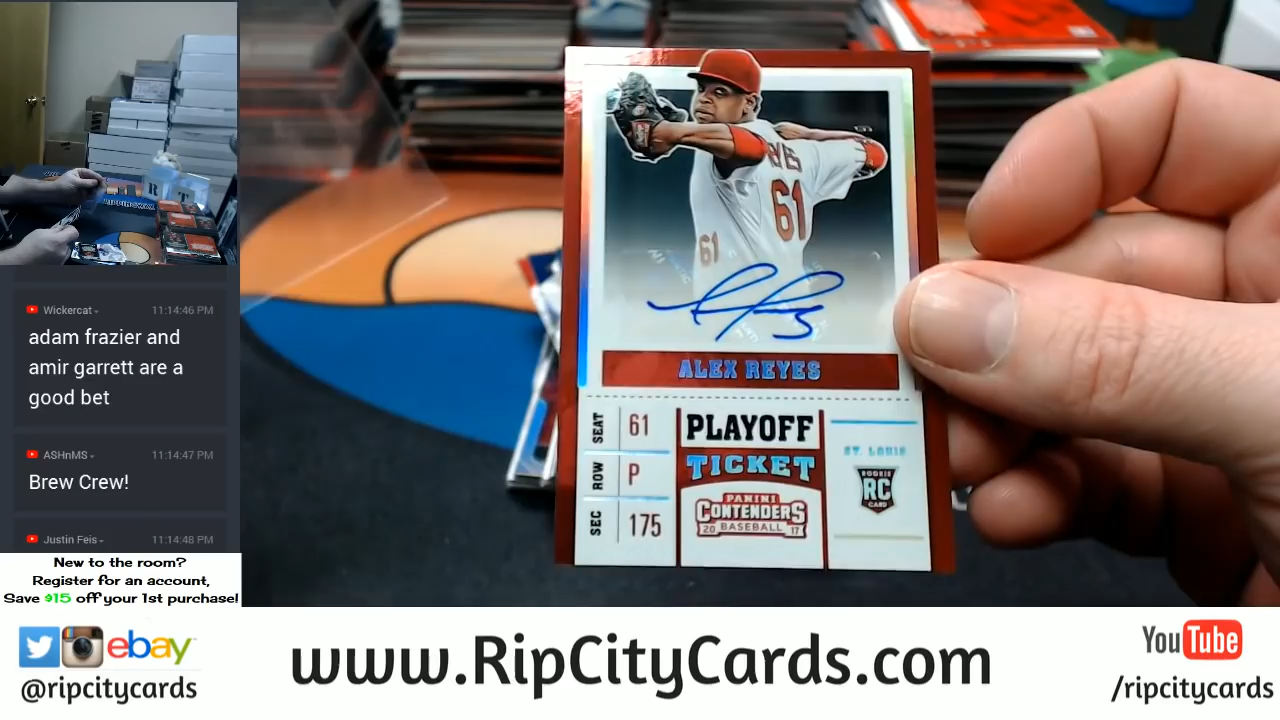 Wickercat 11:14:46 PM
adam frazier and
amir garrett are a
good bet
ASHnMS 11:14:47 PM
Brew Crew!
Justin Feis 11:14:48 PM
New to the room?
Register for an account,
Save $15 off your 1st purchase!
REYES
61
61
ALEX REYES
SEAT 61
ROW P
SEC 175
PLAYOFF
TICKET
PANINI
CONTENDERS
20 BASEBALL 17
ST. LOUIS
ROOKIE
RC
CARD
ebay
@ripcitycards
www.RipCityCards.com
YouTube
/ripcitycards